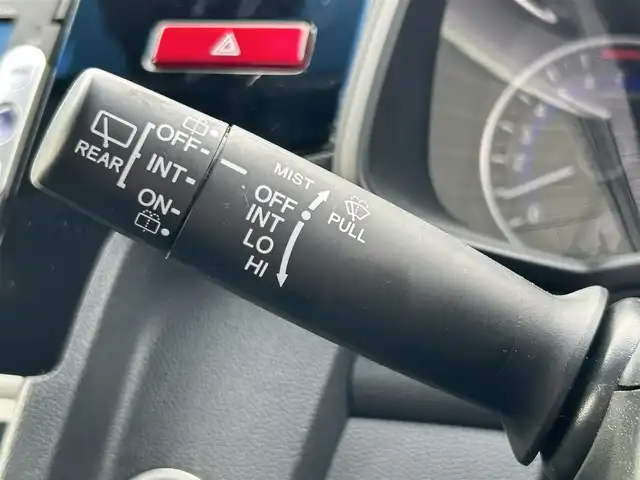 REAR
OFF
INT
ON
MIST
OFF
INT
LO
HI
PULL